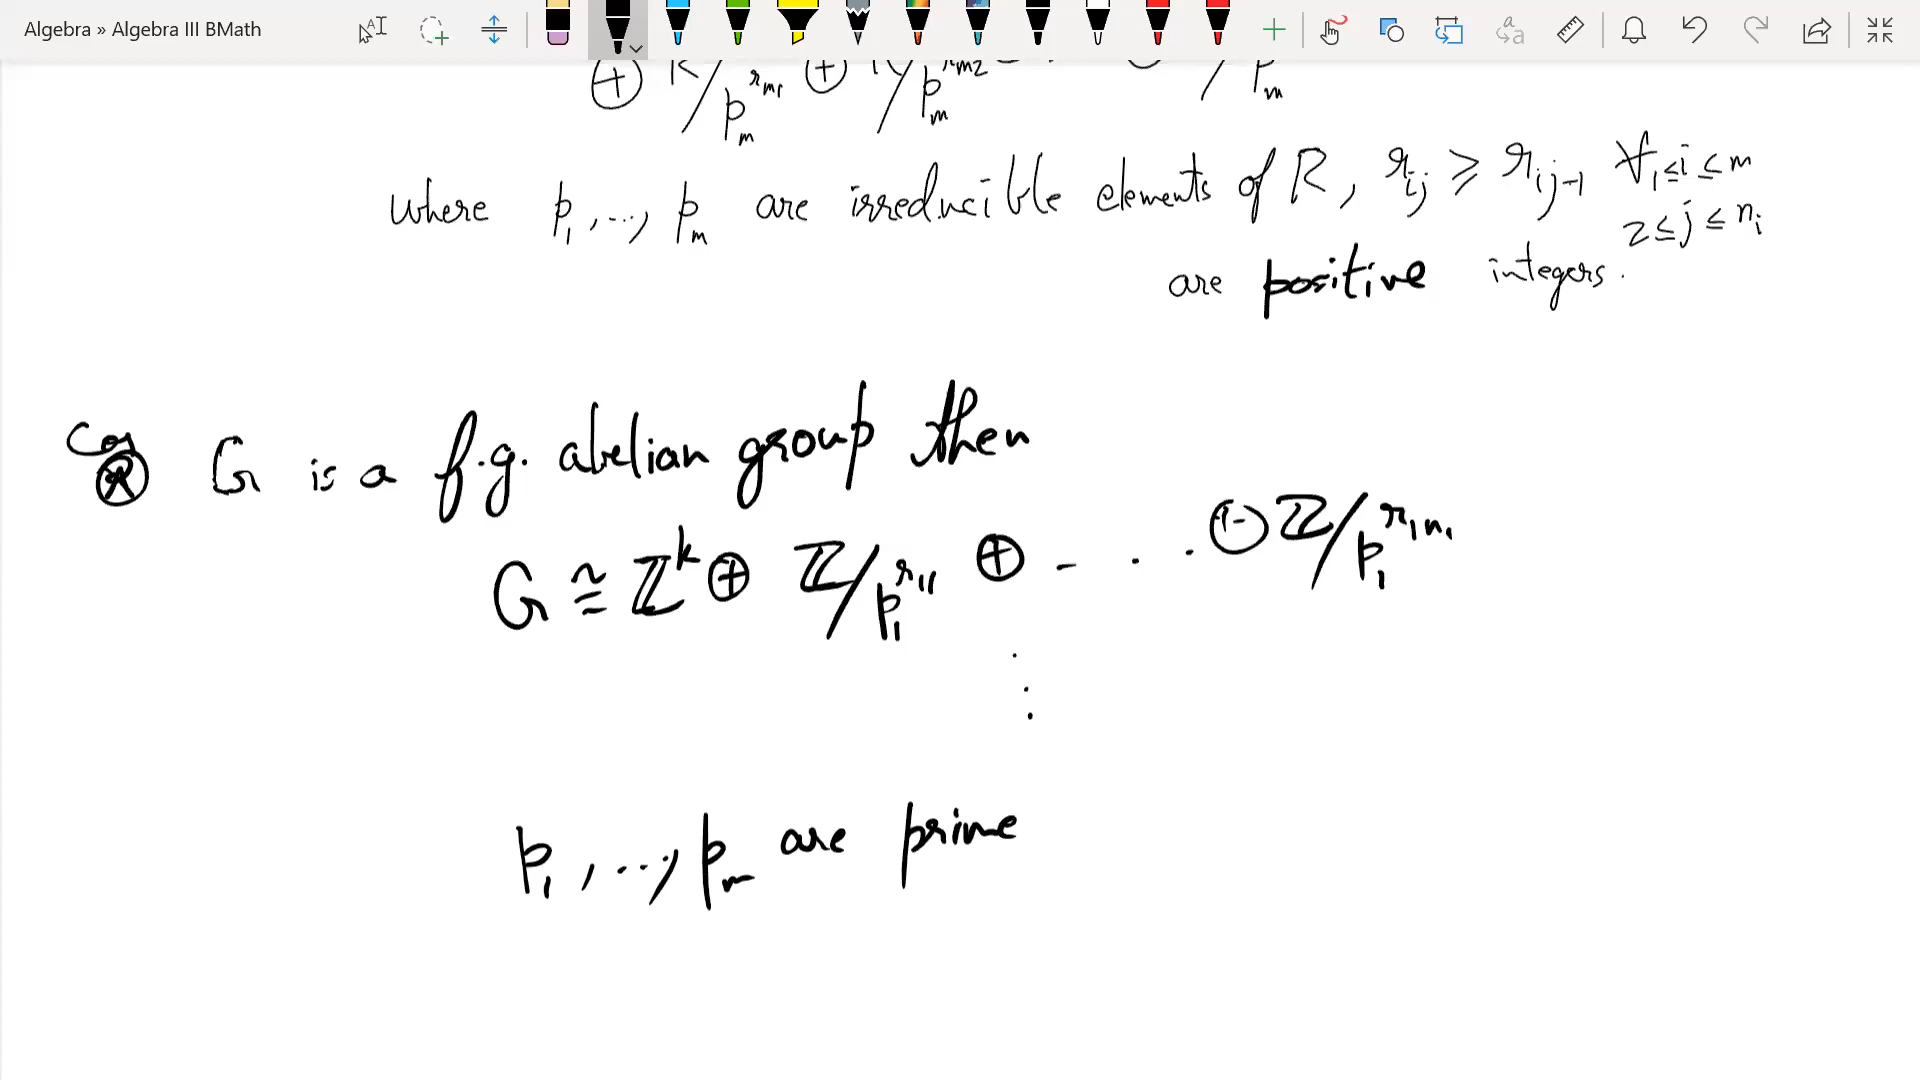 Algebra » Algebra III BMath
⊕ R/p_m^{r_{m1}} ⊕ R/p_m^{r_{m2}} /p_m
where p_1, ..., p_m are irreducible elements of R, r_{ij} ≥ r_{ij-1} ∀ 1≤i≤m
2≤j≤n_i
are positive integers.
Cor
⊛ G is a f.g. abelian group then
G ≅ Z^k ⊕ Z/p_1^{r_{11}} ⊕ - . . . ⊕ Z/p_1^{r_{1n_1}}
⋮
p_1, ..., p_m are prime